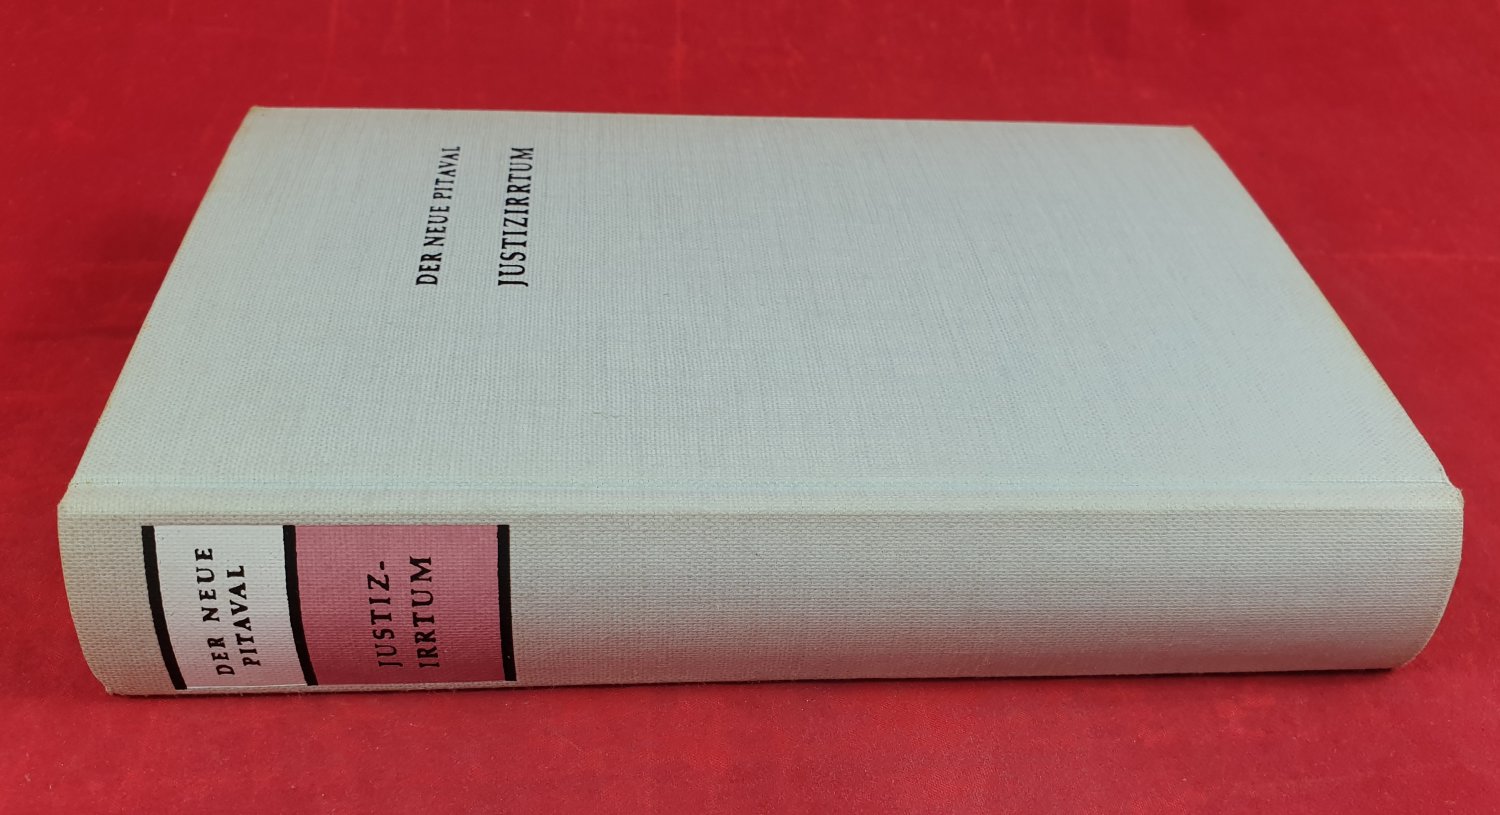 DER NEUE PITAVAL
JUSTIZIRRTUM
DER NEUE
PITAVAL
JUSTIZ-
IRRTUM